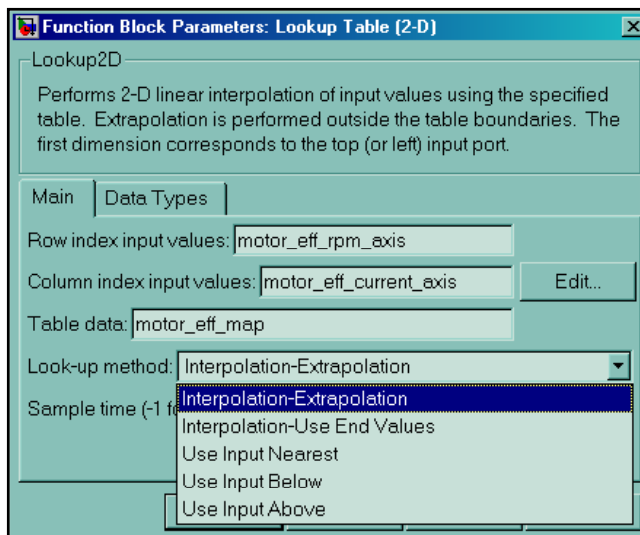 Function Block Parameters: Lookup Table (2-D)
Lookup2D
Performs 2-D linear interpolation of input values using the specified
table. Extrapolation is performed outside the table boundaries. The
first dimension corresponds to the top (or left) input port.
Main Data Types
Row index input values: motor_eff_rpm_axis
Column index input values: motor_eff_current_axis Edit...
Table data: motor_eff_map
Look-up method: Interpolation-Extrapolation
Sample time (-1
Interpolation-Extrapolation
Interpolation-Use End Values
Use Input Nearest
Use Input Below
Use Input Above